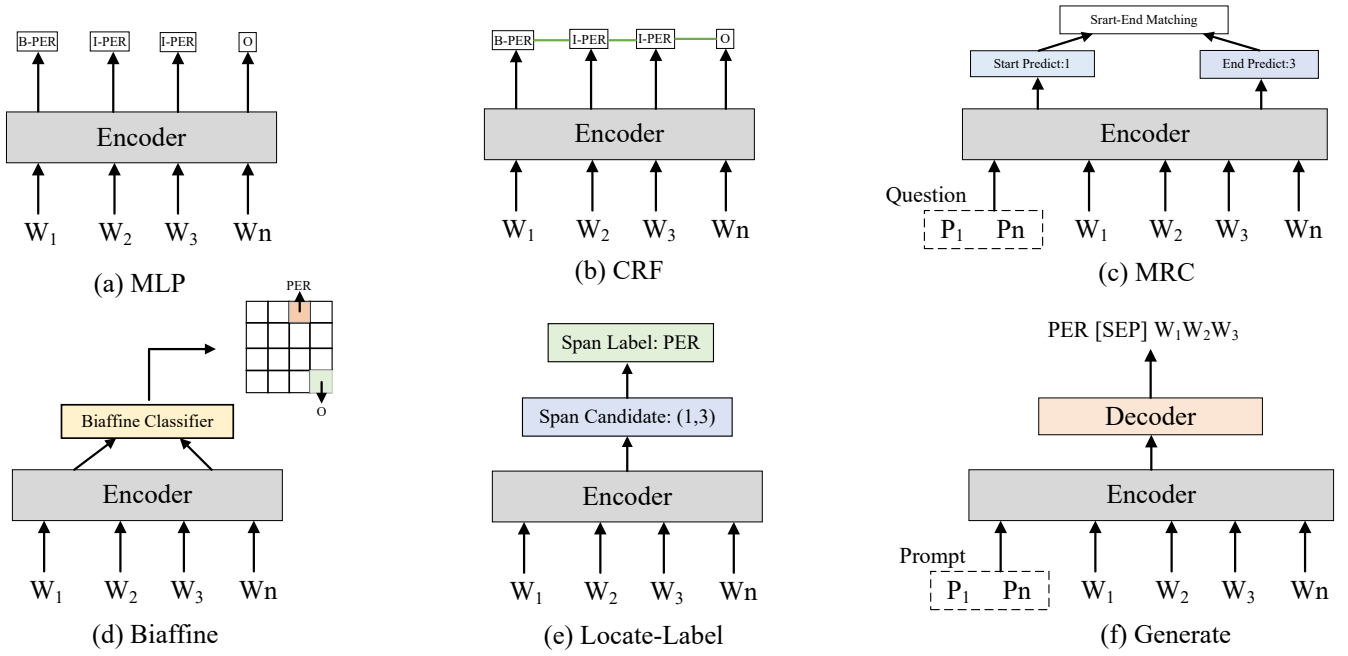 B-PER I-PER I-PER O
Encoder
W1 W2 W3 Wn
(a) MLP
B-PER I-PER I-PER O
Encoder
W1 W2 W3 Wn
(b) CRF
Srart-End Matching
Start Predict:1 End Predict:3
Encoder
Question
P1 Pn W1 W2 W3 Wn
(c) MRC
PER
O
Biaffine Classifier
Encoder
W1 W2 W3 Wn
(d) Biaffine
Span Label: PER
Span Candidate: (1,3)
Encoder
W1 W2 W3 Wn
(e) Locate-Label
PER [SEP] W1W2W3
Decoder
Encoder
Prompt
P1 Pn W1 W2 W3 Wn
(f) Generate